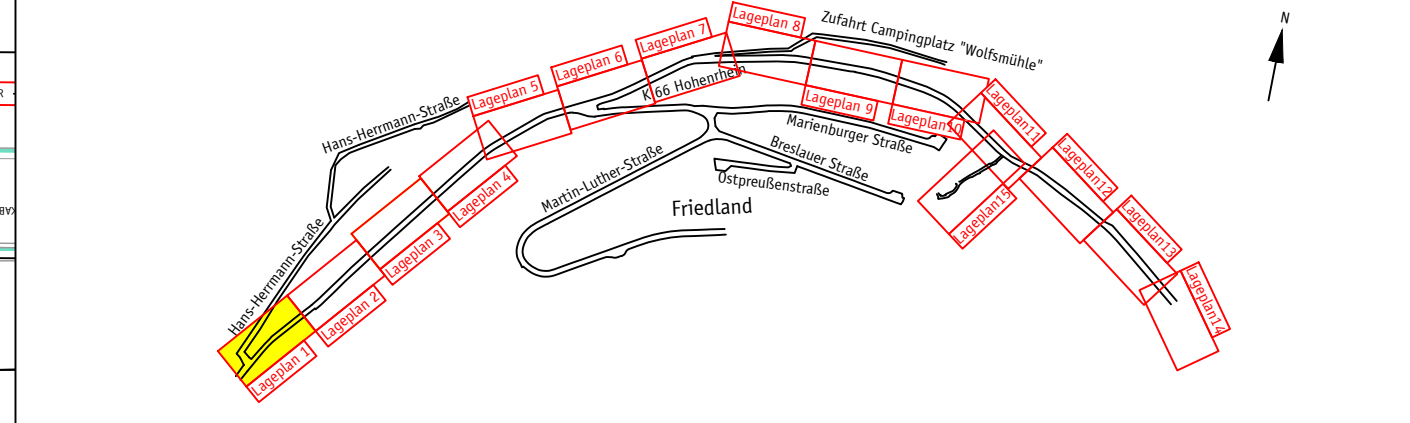 Zufahrt Campingplatz "Wolfsmühle"
N
Lageplan 8
Lageplan 7
Lageplan 6
Lageplan 5
K 66 Hohenrhein
Hans-Herrmann-Straße
Lageplan 9
Lageplan10
Lageplan11
Marienburger Straße
Breslauer Straße
Ostpreußenstraße
Martin-Luther-Straße
Friedland
Lageplan12
Lageplan15
Lageplan13
Lageplan14
Lageplan 4
Lageplan 3
Lageplan 2
Hans-Herrmann-Straße
Lageplan 1
R
KAB